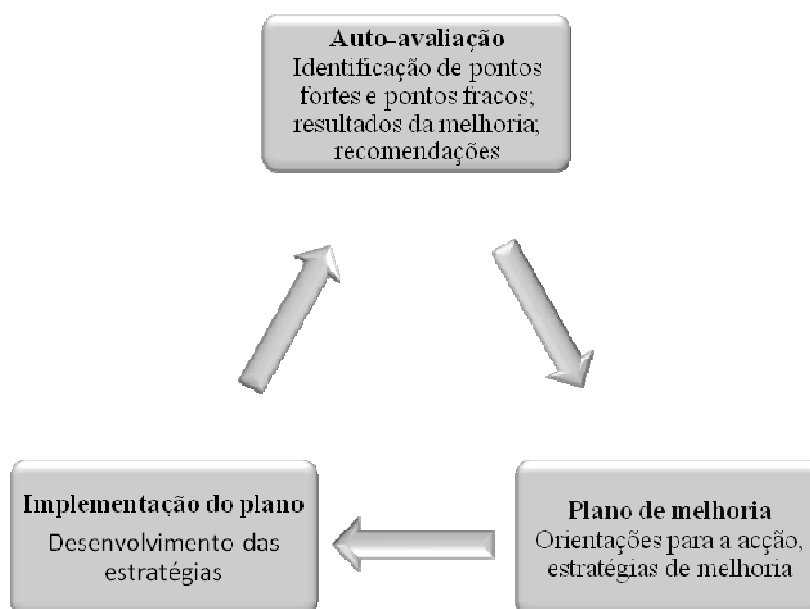 Auto-avaliação
Identificação de pontos
fortes e pontos fracos;
resultados da melhoria;
recomendações
Implementação do plano
Desenvolvimento das
estratégias
Plano de melhoria
Orientações para a acção,
estratégias de melhoria